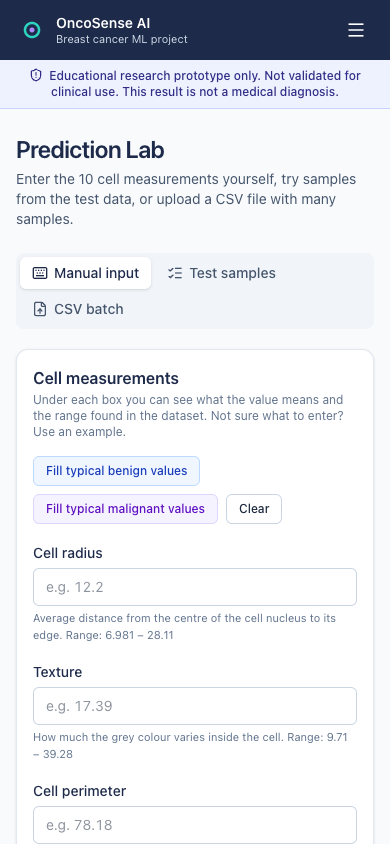 OncoSense AI
Breast cancer ML project
Educational research prototype only. Not validated for
clinical use. This result is not a medical diagnosis.
Prediction Lab
Enter the 10 cell measurements yourself, try samples
from the test data, or upload a CSV file with many
samples.
Manual input
Test samples
CSV batch
Cell measurements
Under each box you can see what the value means and
the range found in the dataset. Not sure what to enter?
Use an example.
Fill typical benign values
Fill typical malignant values
Clear
Cell radius
e.g. 12.2
Average distance from the centre of the cell nucleus to its
edge. Range: 6.981 – 28.11
Texture
e.g. 17.39
How much the grey colour varies inside the cell. Range: 9.71
– 39.28
Cell perimeter
e.g. 78.18